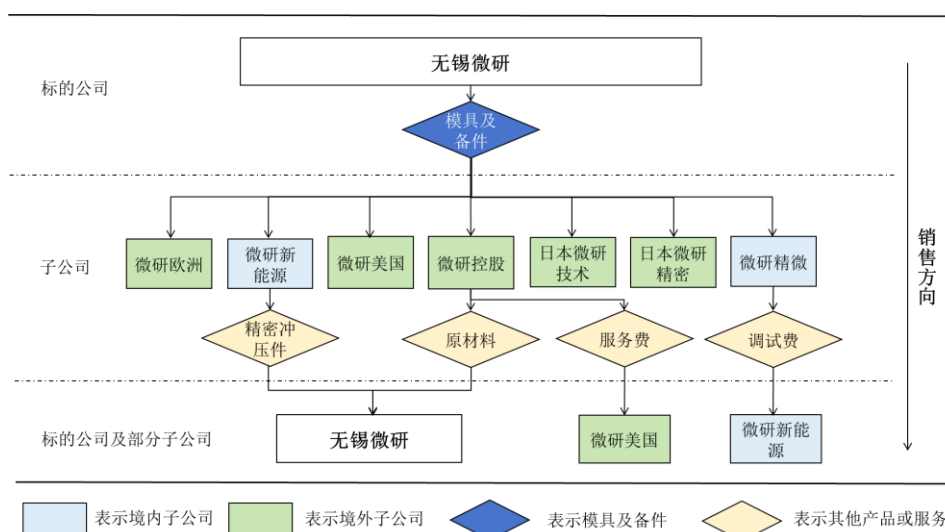 无锡微研
标的公司
模具及
备件
子公司
微研欧洲
微研新
能源
微研美国
微研控股
日本微研
技术
日本微研
精密
微研精微
销售方向
精密冲
压件
原材料
服务费
调试费
标的公司及部分子公司
无锡微研
微研美国
微研新能
源
表示境内子公司
表示境外子公司
表示模具及备件
表示其他产品或服务